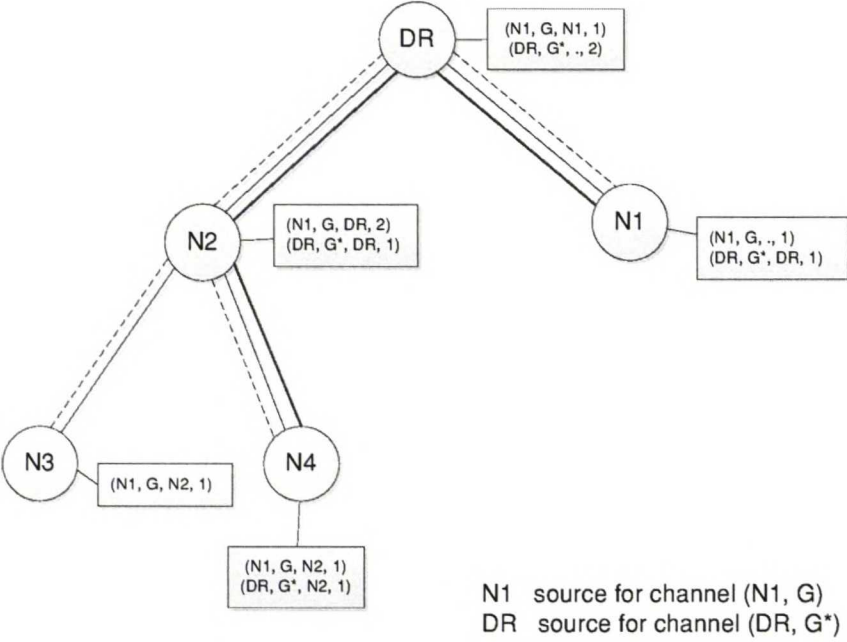 DR
(N1, G, N1, 1)
(DR, G*, ., 2)
N2
(N1, G, DR, 2)
(DR, G*, DR, 1)
N1
(N1, G, ., 1)
(DR, G*, DR, 1)
N3
(N1, G, N2, 1)
N4
(N1, G, N2, 1)
(DR, G*, N2, 1)
N1 source for channel (N1, G)
DR source for channel (DR, G*)